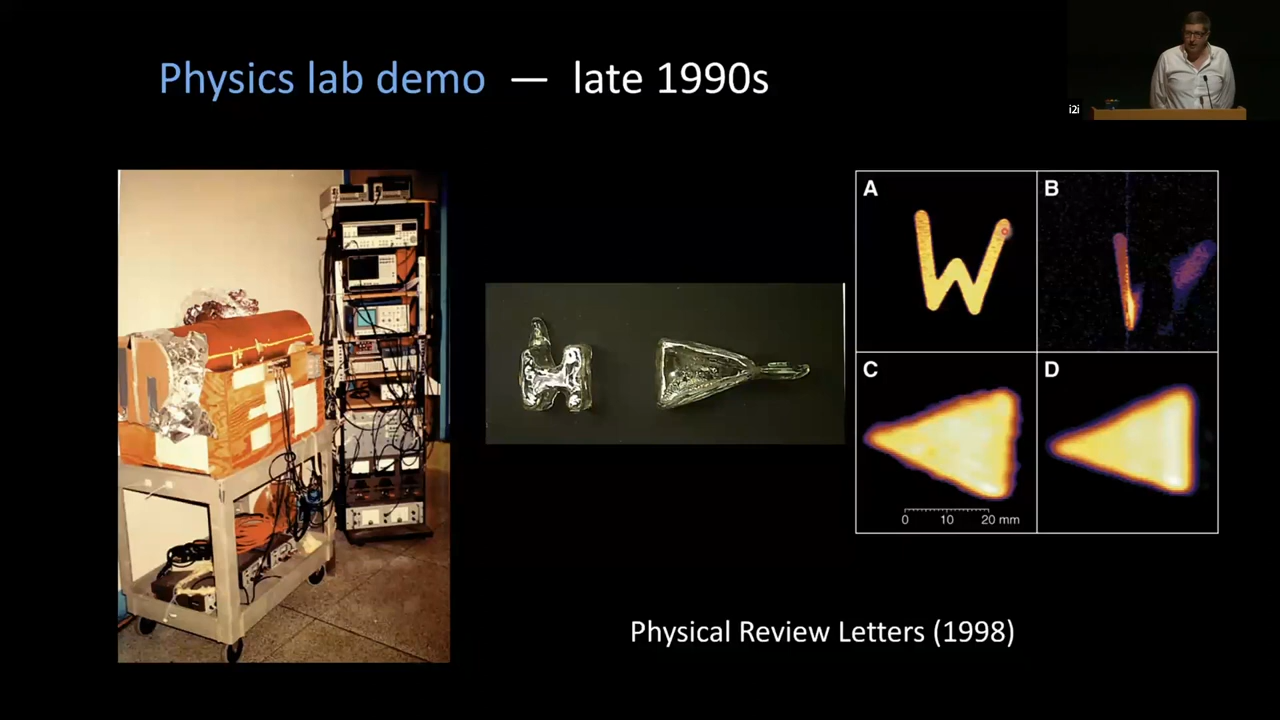 Physics lab demo — late 1990s
i2i
A
B
C
D
0 10 20 mm
Physical Review Letters (1998)